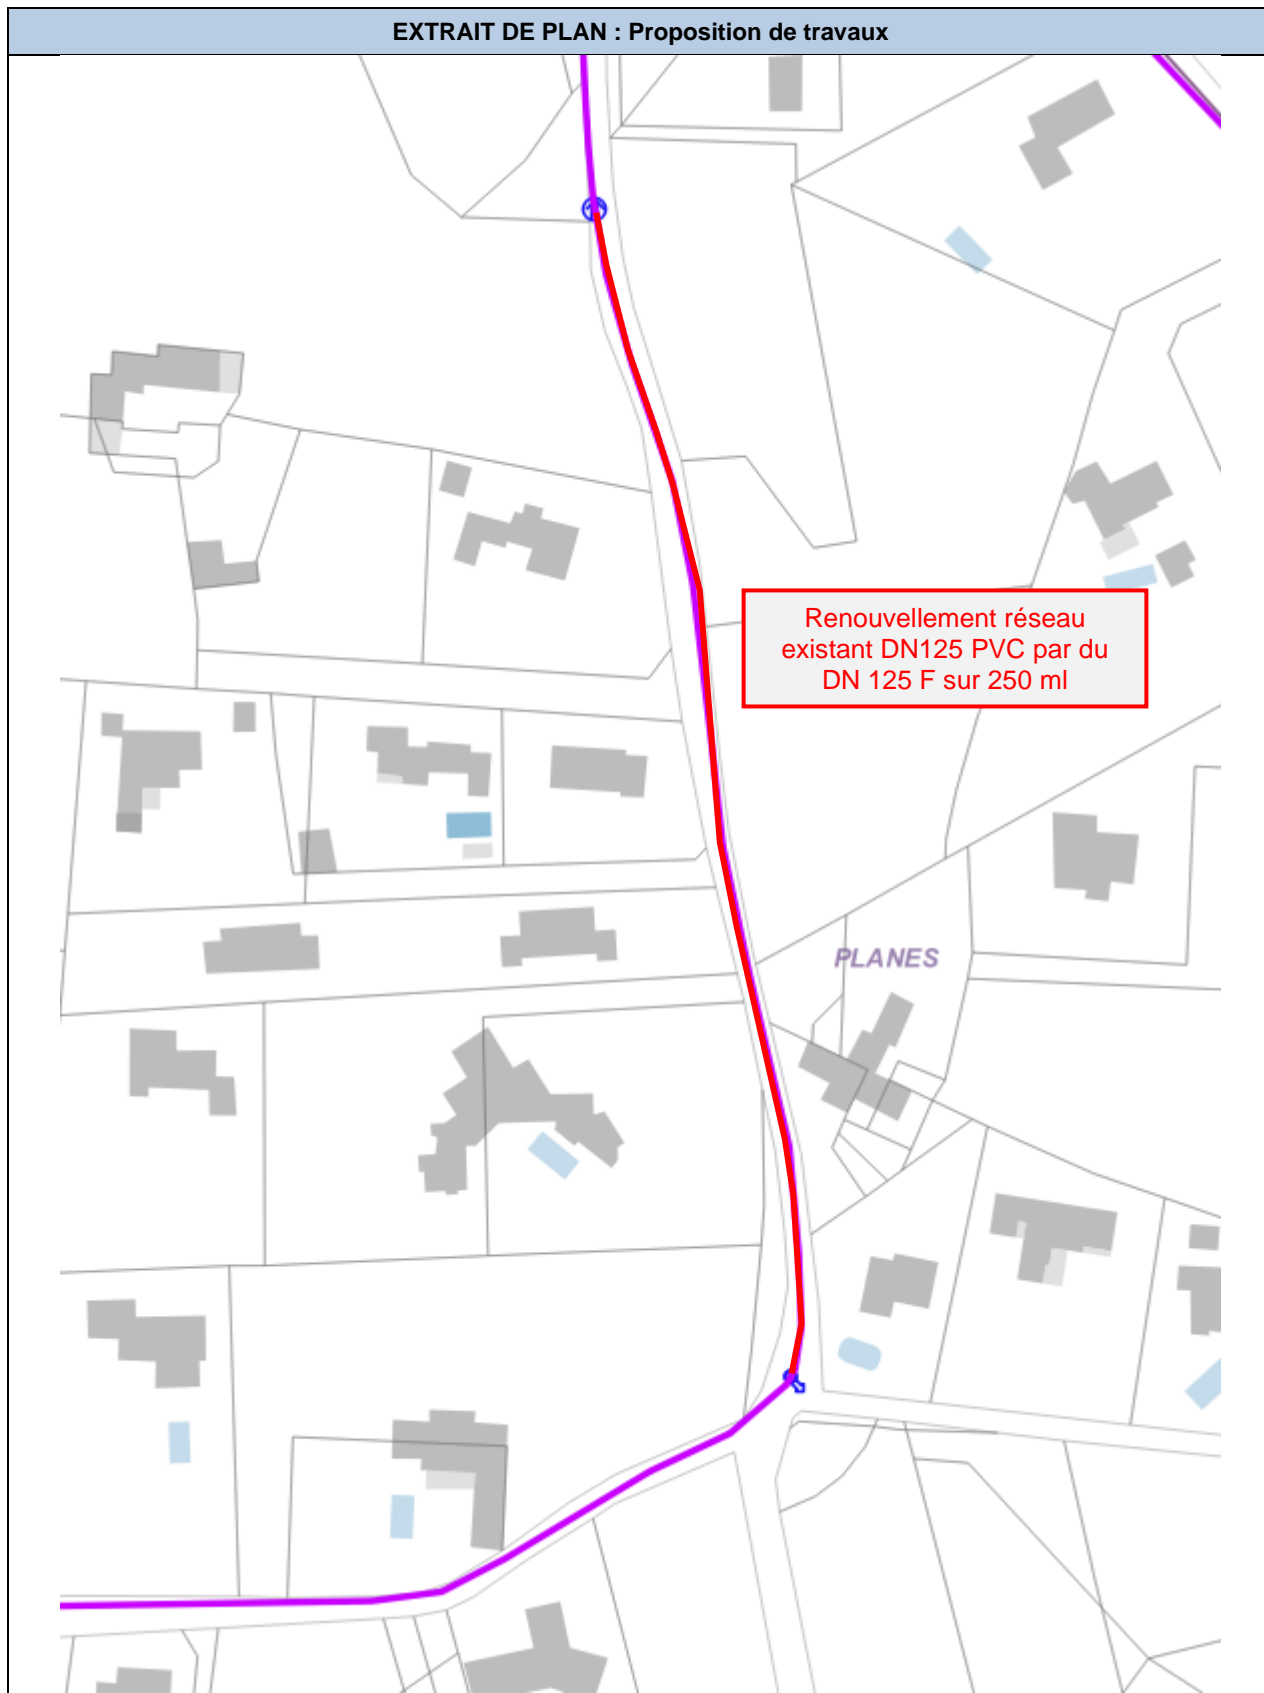 EXTRAIT DE PLAN : Proposition de travaux
Renouvellement réseau
existant DN125 PVC par du
DN 125 F sur 250 ml
PLANES